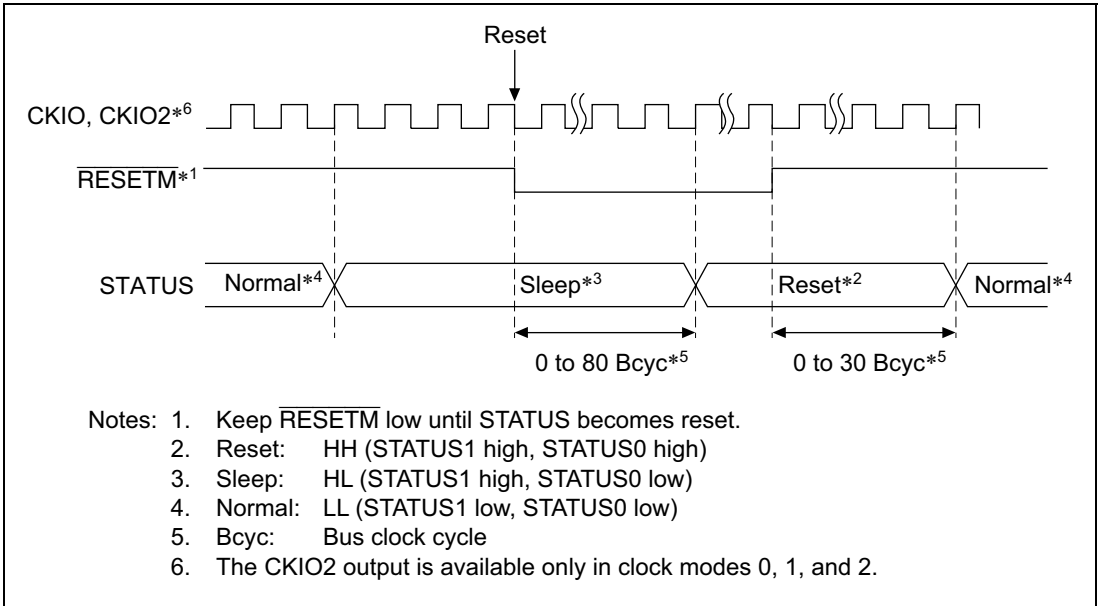 Reset
CKIO, CKIO2*6
RESETM*1
STATUS Normal*4 Sleep*3 Reset*2 Normal*4
0 to 80 Bcyc*5 0 to 30 Bcyc*5
Notes: 1. Keep RESETM low until STATUS becomes reset.
2. Reset: HH (STATUS1 high, STATUS0 high)
3. Sleep: HL (STATUS1 high, STATUS0 low)
4. Normal: LL (STATUS1 low, STATUS0 low)
5. Bcyc: Bus clock cycle
6. The CKIO2 output is available only in clock modes 0, 1, and 2.